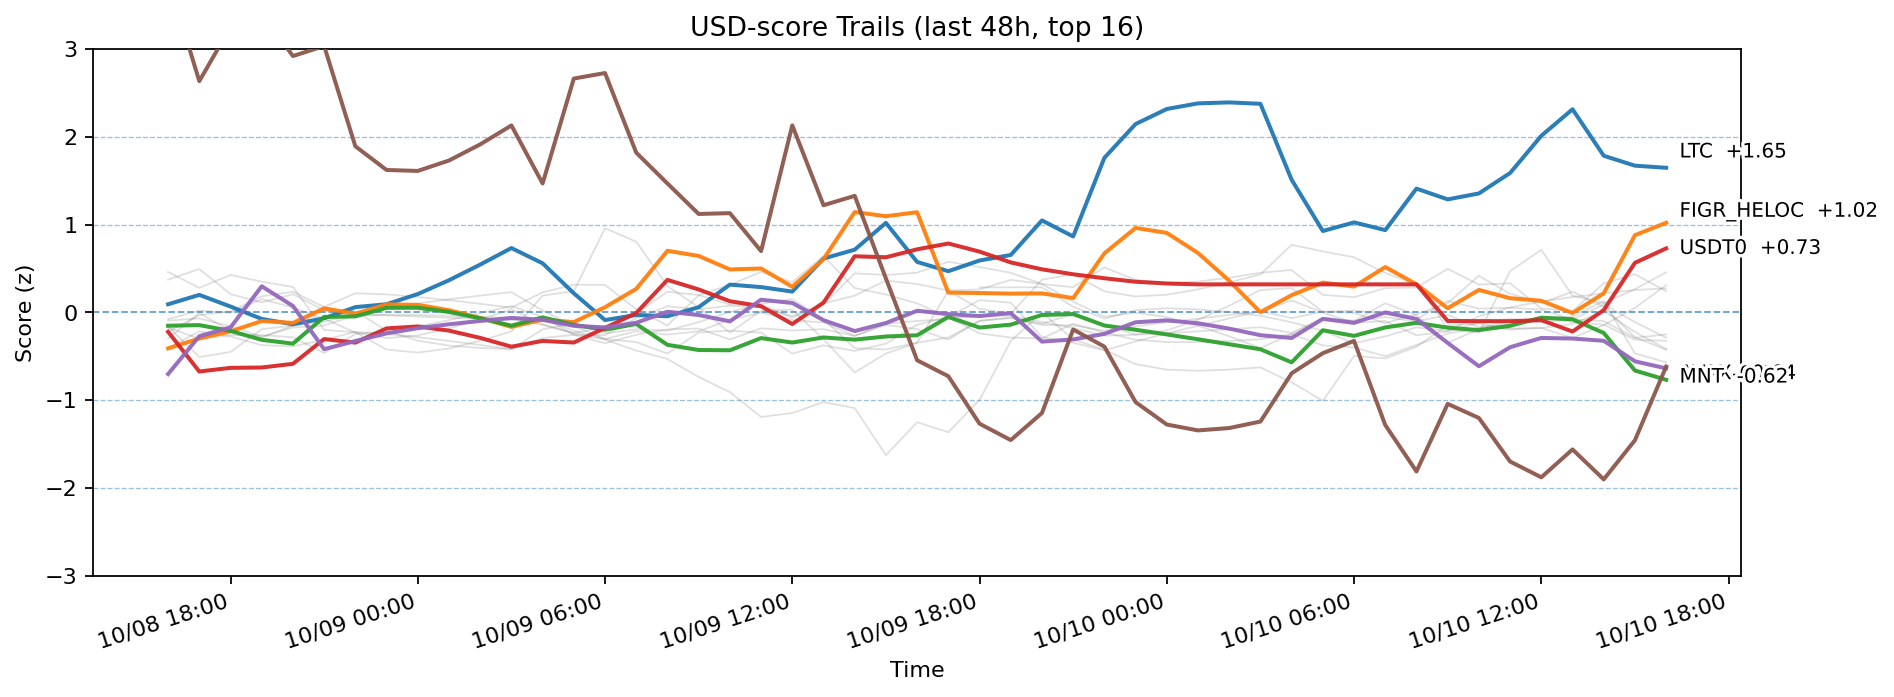 USD-score Trails (last 48h, top 16)
3
2
1
0
−1
−2
−3
Score (z)
LTC +1.65
FIGR_HELOC +1.02
USDT0 +0.73
MNT -0.62
10/08 18:00
10/09 00:00
10/09 06:00
10/09 12:00
10/09 18:00
10/10 00:00
10/10 06:00
10/10 12:00
10/10 18:00
Time